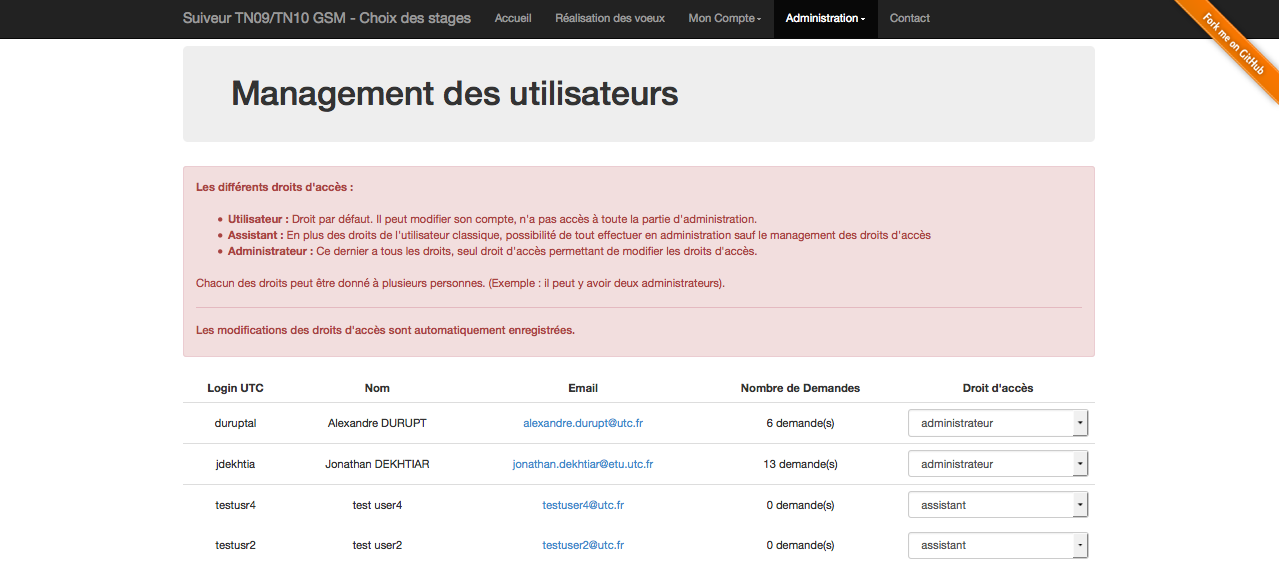 Suiveur TN09/TN10 GSM - Choix des stages Accueil Réalisation des voeux Mon Compte Administration Contact
Fork me on GitHub
Management des utilisateurs
Les différents droits d'accès :
Utilisateur : Droit par défaut. Il peut modifier son compte, n'a pas accès à toute la partie d'administration.
Assistant : En plus des droits de l'utilisateur classique, possibilité de tout effectuer en administration sauf le management des droits d'accès
Administrateur : Ce dernier a tous les droits, seul droit d'accès permettant de modifier les droits d'accès.
Chacun des droits peut être donné à plusieurs personnes. (Exemple : il peut y avoir deux administrateurs).
Les modifications des droits d'accès sont automatiquement enregistrées.
Login UTC Nom Email Nombre de Demandes Droit d'accès
duruptal Alexandre DURUPT alexandre.durupt@utc.fr 6 demande(s) administrateur
jdekhtia Jonathan DEKHTIAR jonathan.dekhtiar@etu.utc.fr 13 demande(s) administrateur
testusr4 test user4 testuser4@utc.fr 0 demande(s) assistant
testusr2 test user2 testuser2@utc.fr 0 demande(s) assistant